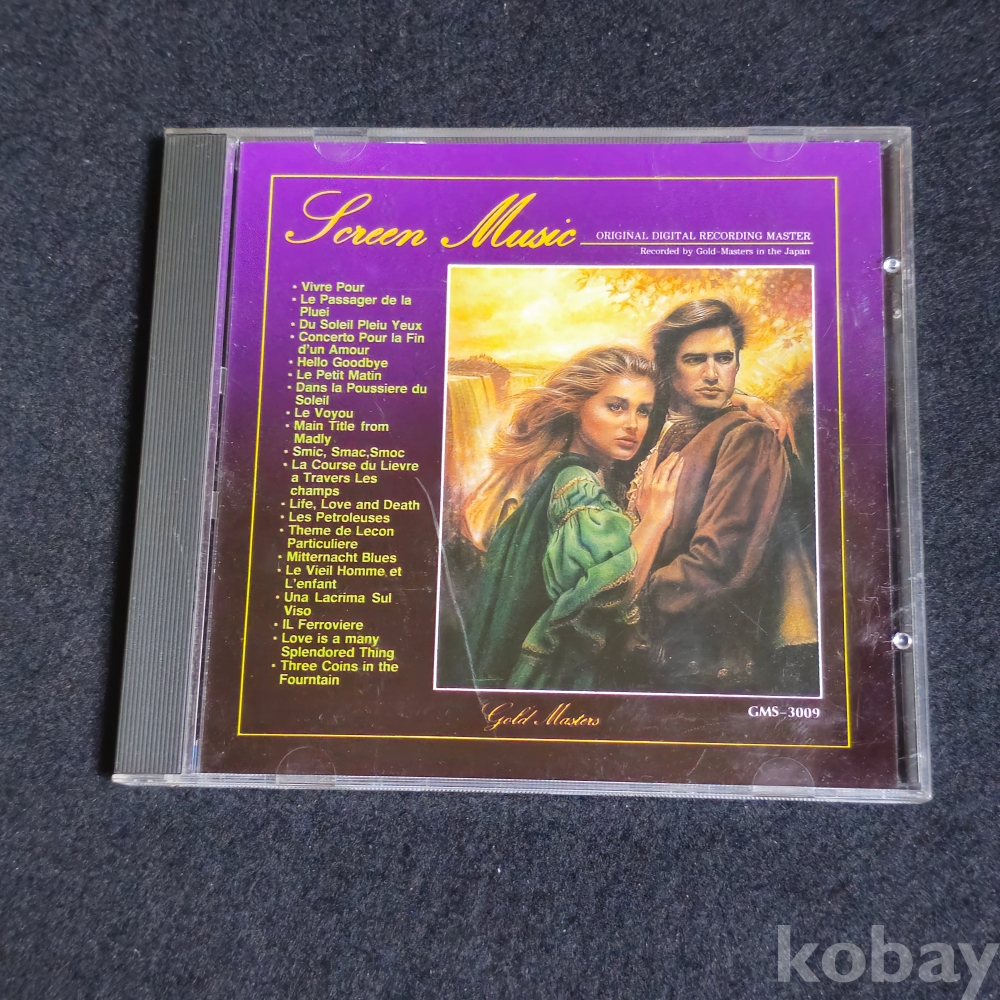 Screen Music
ORIGINAL DIGITAL RECORDING MASTER
Recorded by Gold-Masters in the Japan
• Vivre Pour
• Le Passager de la
Pluei
• Du Soleil Pleiu Yeux
• Concerto Pour la Fin
d'un Amour
• Hello Goodbye
• Le Petit Matin
• Dans la Poussiere du
Soleil
• Le Voyou
• Main Title from
Madly
• Smic, Smac,Smoc
• La Course du Lievre
a Travers Les
champs
• Life, Love and Death
• Les Petroleuses
• Theme de Lecon
Particuliere
• Mitternacht Blues
• Le Vieil Homme et
L'enfant
• Una Lacrima Sul
Viso
• IL Ferroviere
• Love is a many
Splendored Thing
• Three Coins in the
Fourntain
Gold Masters
GMS-3009
kobay